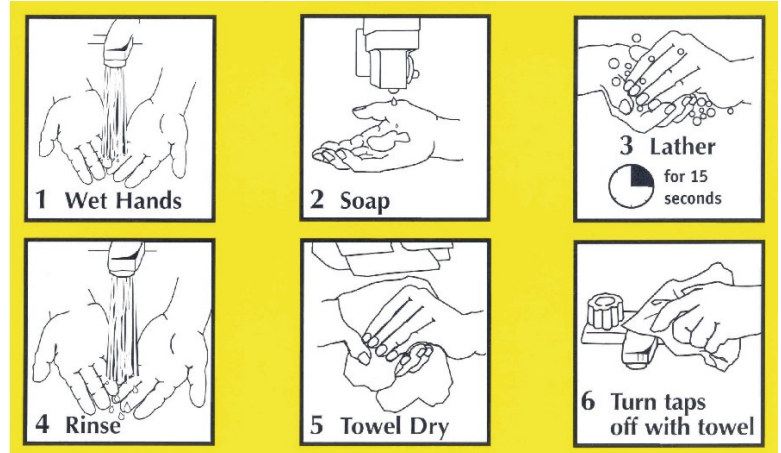 1 Wet Hands
2 Soap
3 Lather
for 15
seconds
4 Rinse
5 Towel Dry
6 Turn taps
off with towel